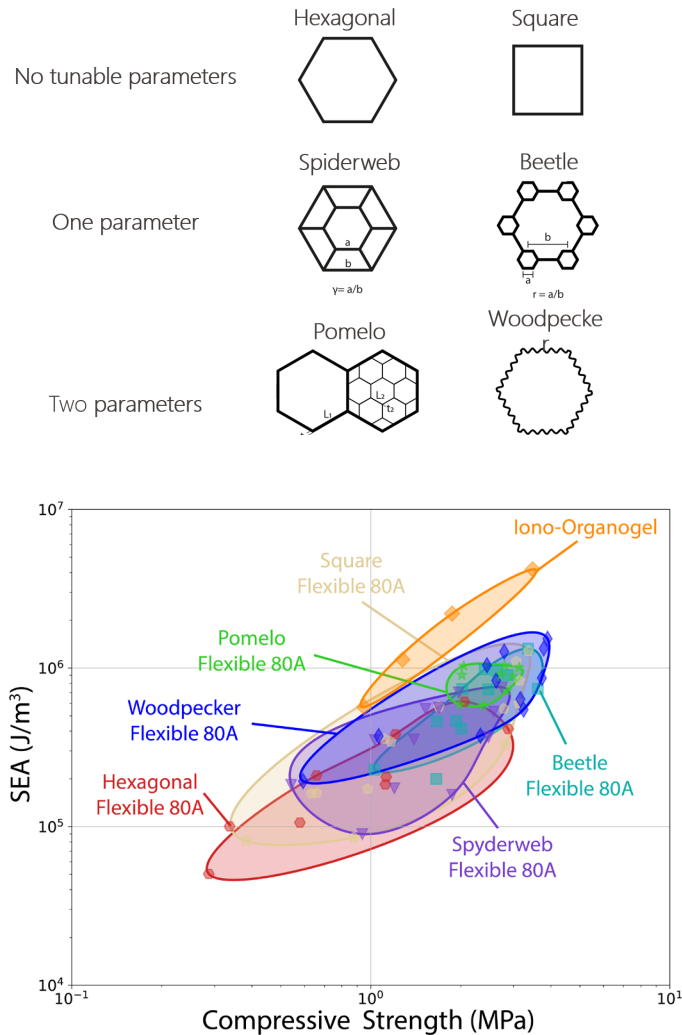 Hexagonal Square
No tunable parameters
Spiderweb Beetle
One parameter
a
b
γ= a/b
b
a
r = a/b
Pomelo
Woodpecke
r
Two parameters
L₁
L₂
t₂
10⁷
Iono-Organogel
Square
Flexible 80A
Pomelo
Flexible 80A
10⁶
Woodpecker
Flexible 80A
SEA (J/m³)
Beetle
Flexible 80A
Hexagonal
Flexible 80A
10⁵
Spyderweb
Flexible 80A
10⁴
10⁻¹ 10⁰ 10¹
Compressive Strength (MPa)